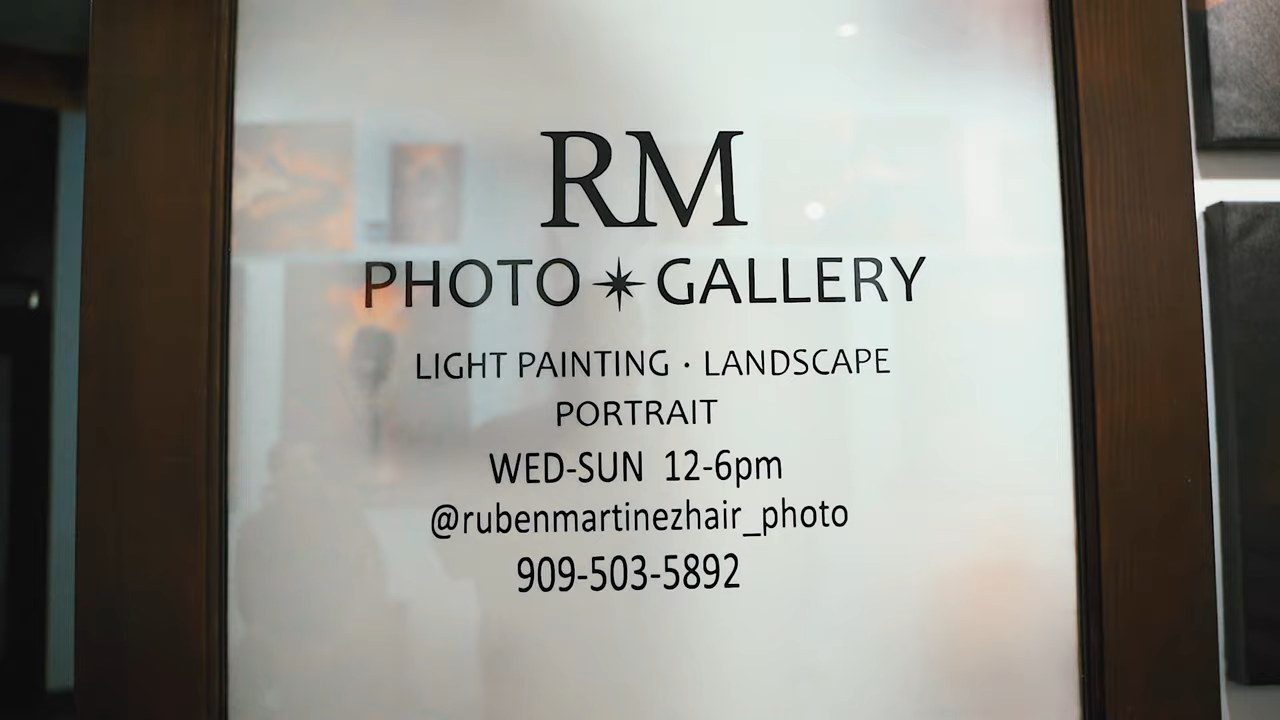 RM
PHOTO✴GALLERY
LIGHT PAINTING · LANDSCAPE
PORTRAIT
WED-SUN 12-6pm
@rubenmartinezhair_photo
909-503-5892